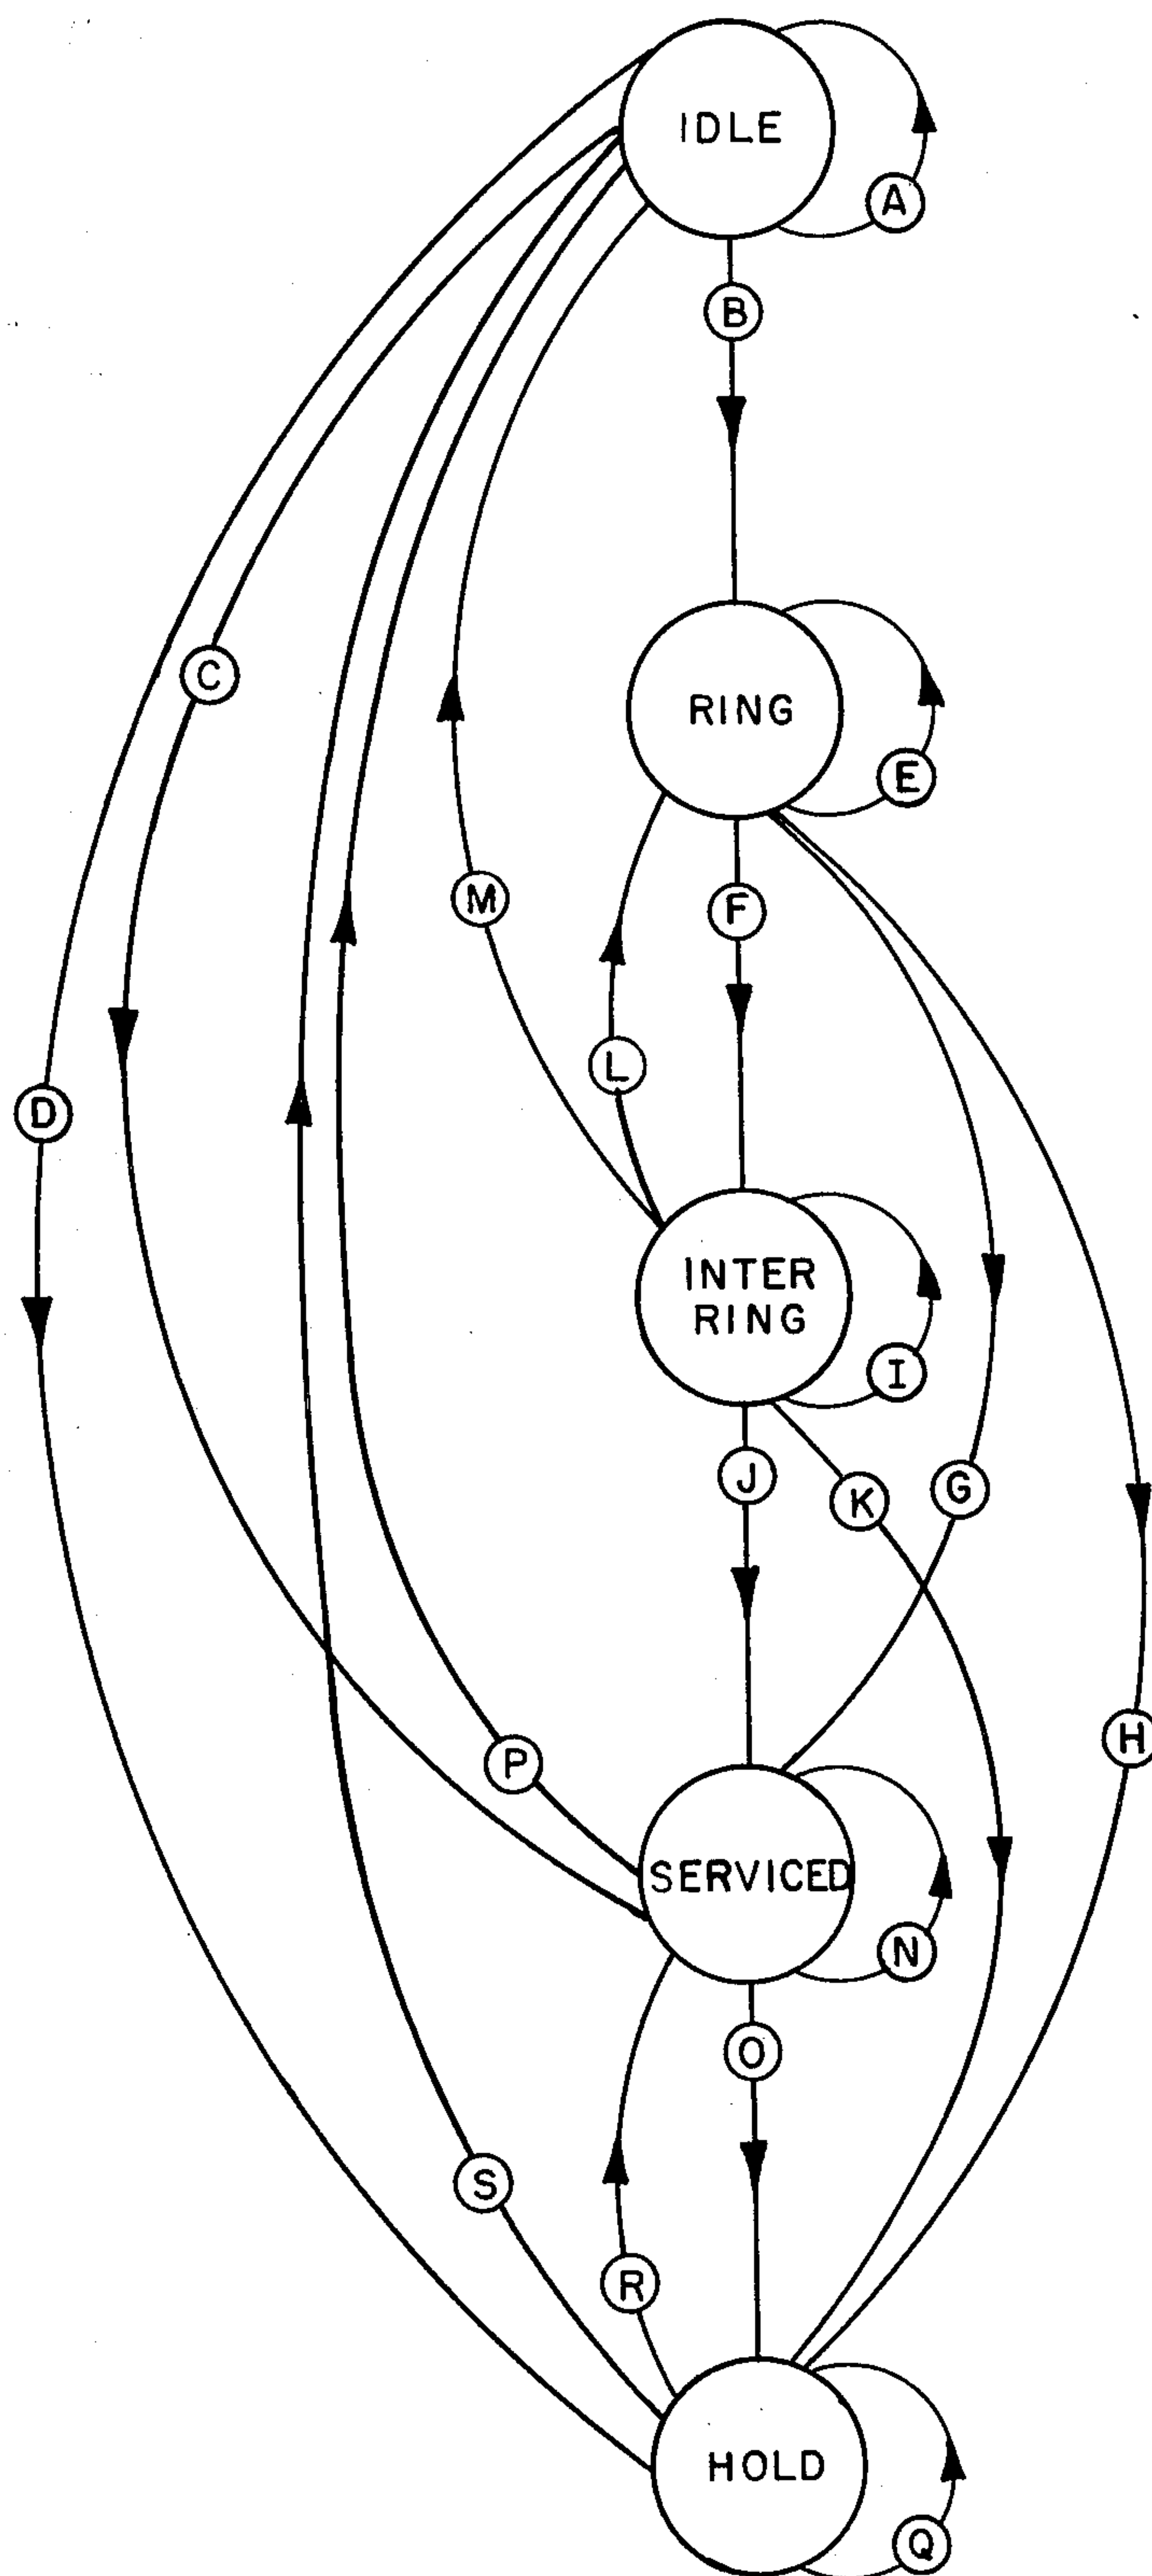 IDLE
A
B
C
RING
E
M
F
L
D
INTER
RING
I
J
K
G
H
P
SERVICED
N
O
S
R
HOLD
Q